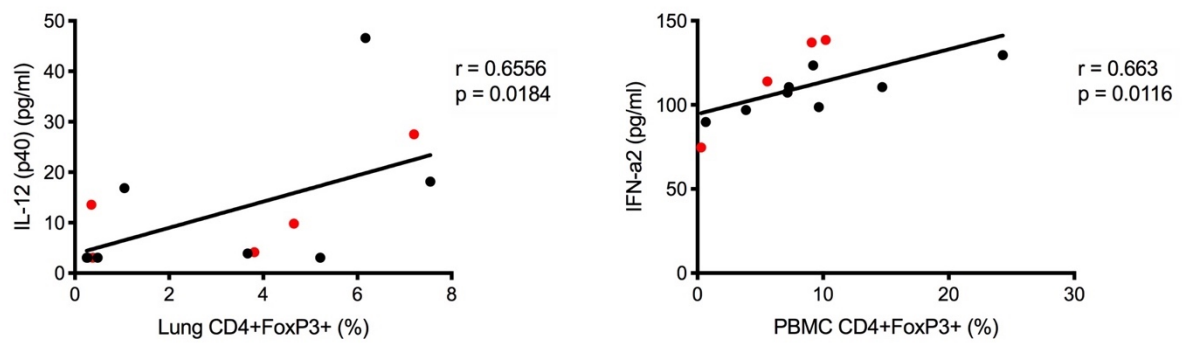 50
40
30
20
10
0
IL-12 (p40) (pg/ml)
0 2 4 6 8
Lung CD4+FoxP3+ (%)
r = 0.6556
p = 0.0184
150
100
50
0
IFN-a2 (pg/ml)
0 10 20 30
PBMC CD4+FoxP3+ (%)
r = 0.663
p = 0.0116